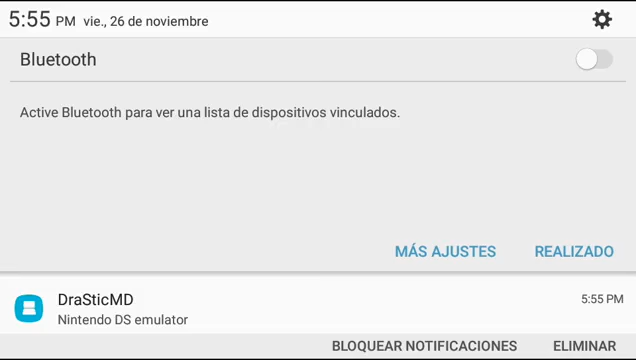 5:55 PM vie., 26 de noviembre
Bluetooth
Active Bluetooth para ver una lista de dispositivos vinculados.
MÁS AJUSTES REALIZADO
DraSticMD 5:55 PM
Nintendo DS emulator
BLOQUEAR NOTIFICACIONES ELIMINAR